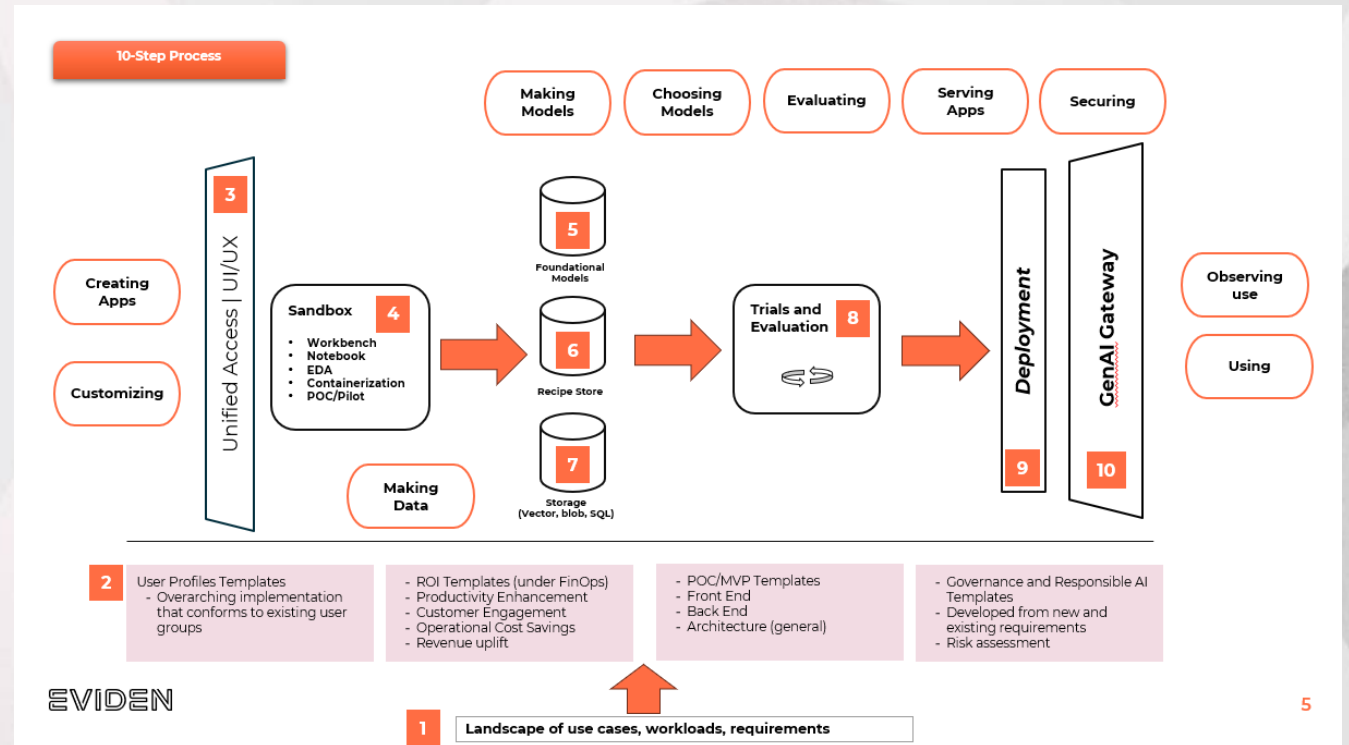 10-Step Process
Making
Models
Choosing
Models
Evaluating
Serving
Apps
Securing
Creating
Apps
Customizing
3
Unified Access | UI/UX
Sandbox
4
• Workbench
• Notebook
• EDA
• Containerization
• POC/Pilot
Making
Data
5
Foundational
Models
6
Recipe Store
7
Storage
(Vector, blob, SQL)
Trials and
Evaluation
8
Deployment
9
GenAI Gateway
10
Observing
use
Using
2
User Profiles Templates
- Overarching implementation
that conforms to existing user
groups
- ROI Templates (under FinOps)
- Productivity Enhancement
- Customer Engagement
- Operational Cost Savings
- Revenue uplift
- POC/MVP Templates
- Front End
- Back End
- Architecture (general)
- Governance and Responsible AI
Templates
- Developed from new and
existing requirements
- Risk assessment
1
Landscape of use cases, workloads, requirements
EVIDEN
5